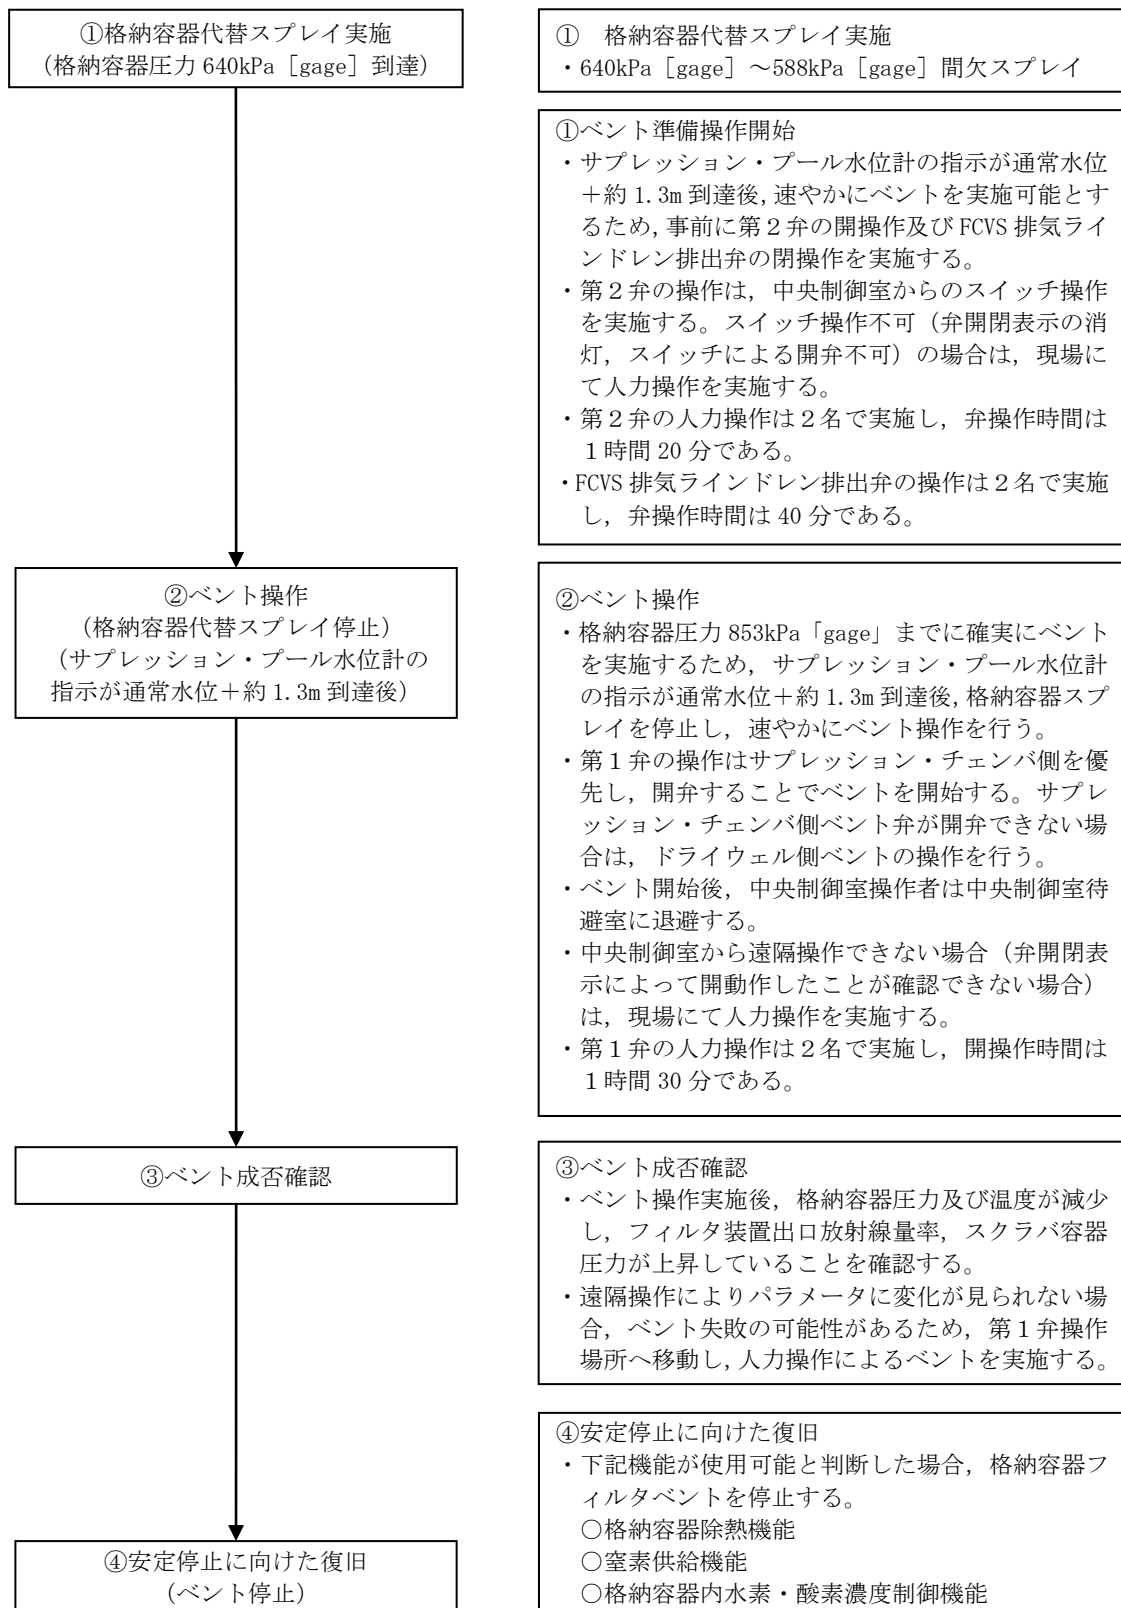 ①格納容器代替スプレイ実施
(格納容器圧力 640kPa［gage］到達)
①　格納容器代替スプレイ実施
・640kPa［gage］～588kPa［gage］間欠スプレイ
①ベント準備操作開始
・サプレッション・プール水位計の指示が通常水位
＋約 1.3m 到達後，速やかにベントを実施可能とす
るため，事前に第２弁の開操作及び FCVS 排気ライ
ンドレン排出弁の閉操作を実施する。
・第２弁の操作は，中央制御室からのスイッチ操作
を実施する。スイッチ操作不可（弁開閉表示の消
灯，スイッチによる開弁不可）の場合は，現場に
て人力操作を実施する。
・第２弁の人力操作は２名で実施し，弁操作時間は
１時間 20 分である。
・FCVS 排気ラインドレン排出弁の操作は２名で実施
し，弁操作時間は 40 分である。
②ベント操作
（格納容器代替スプレイ停止）
（サプレッション・プール水位計の
指示が通常水位＋約 1.3m 到達後）
②ベント操作
・格納容器圧力 853kPa「gage」までに確実にベント
を実施するため，サプレッション・プール水位計
の指示が通常水位＋約 1.3m 到達後，格納容器スプ
レイを停止し，速やかにベント操作を行う。
・第１弁の操作はサプレッション・チェンバ側を優
先し，開弁することでベントを開始する。サプレ
ッション・チェンバ側ベント弁が開弁できない場
合は，ドライウェル側ベントの操作を行う。
・ベント開始後，中央制御室操作者は中央制御室待
避室に退避する。
・中央制御室から遠隔操作できない場合（弁開閉表
示によって開動作したことが確認できない場合）
は，現場にて人力操作を実施する。
・第１弁の人力操作は２名で実施し，開操作時間は
１時間 30 分である。
③ベント成否確認
③ベント成否確認
・ベント操作実施後，格納容器圧力及び温度が減少
し，フィルタ装置出口放射線量率，スクラバ容器
圧力が上昇していることを確認する。
・遠隔操作によりパラメータに変化が見られない場
合，ベント失敗の可能性があるため，第１弁操作
場所へ移動し，人力操作によるベントを実施する。
④安定停止に向けた復旧
（ベント停止）
④安定停止に向けた復旧
・下記機能が使用可能と判断した場合，格納容器フ
ィルタベントを停止する。
○格納容器除熱機能
○窒素供給機能
○格納容器内水素・酸素濃度制御機能